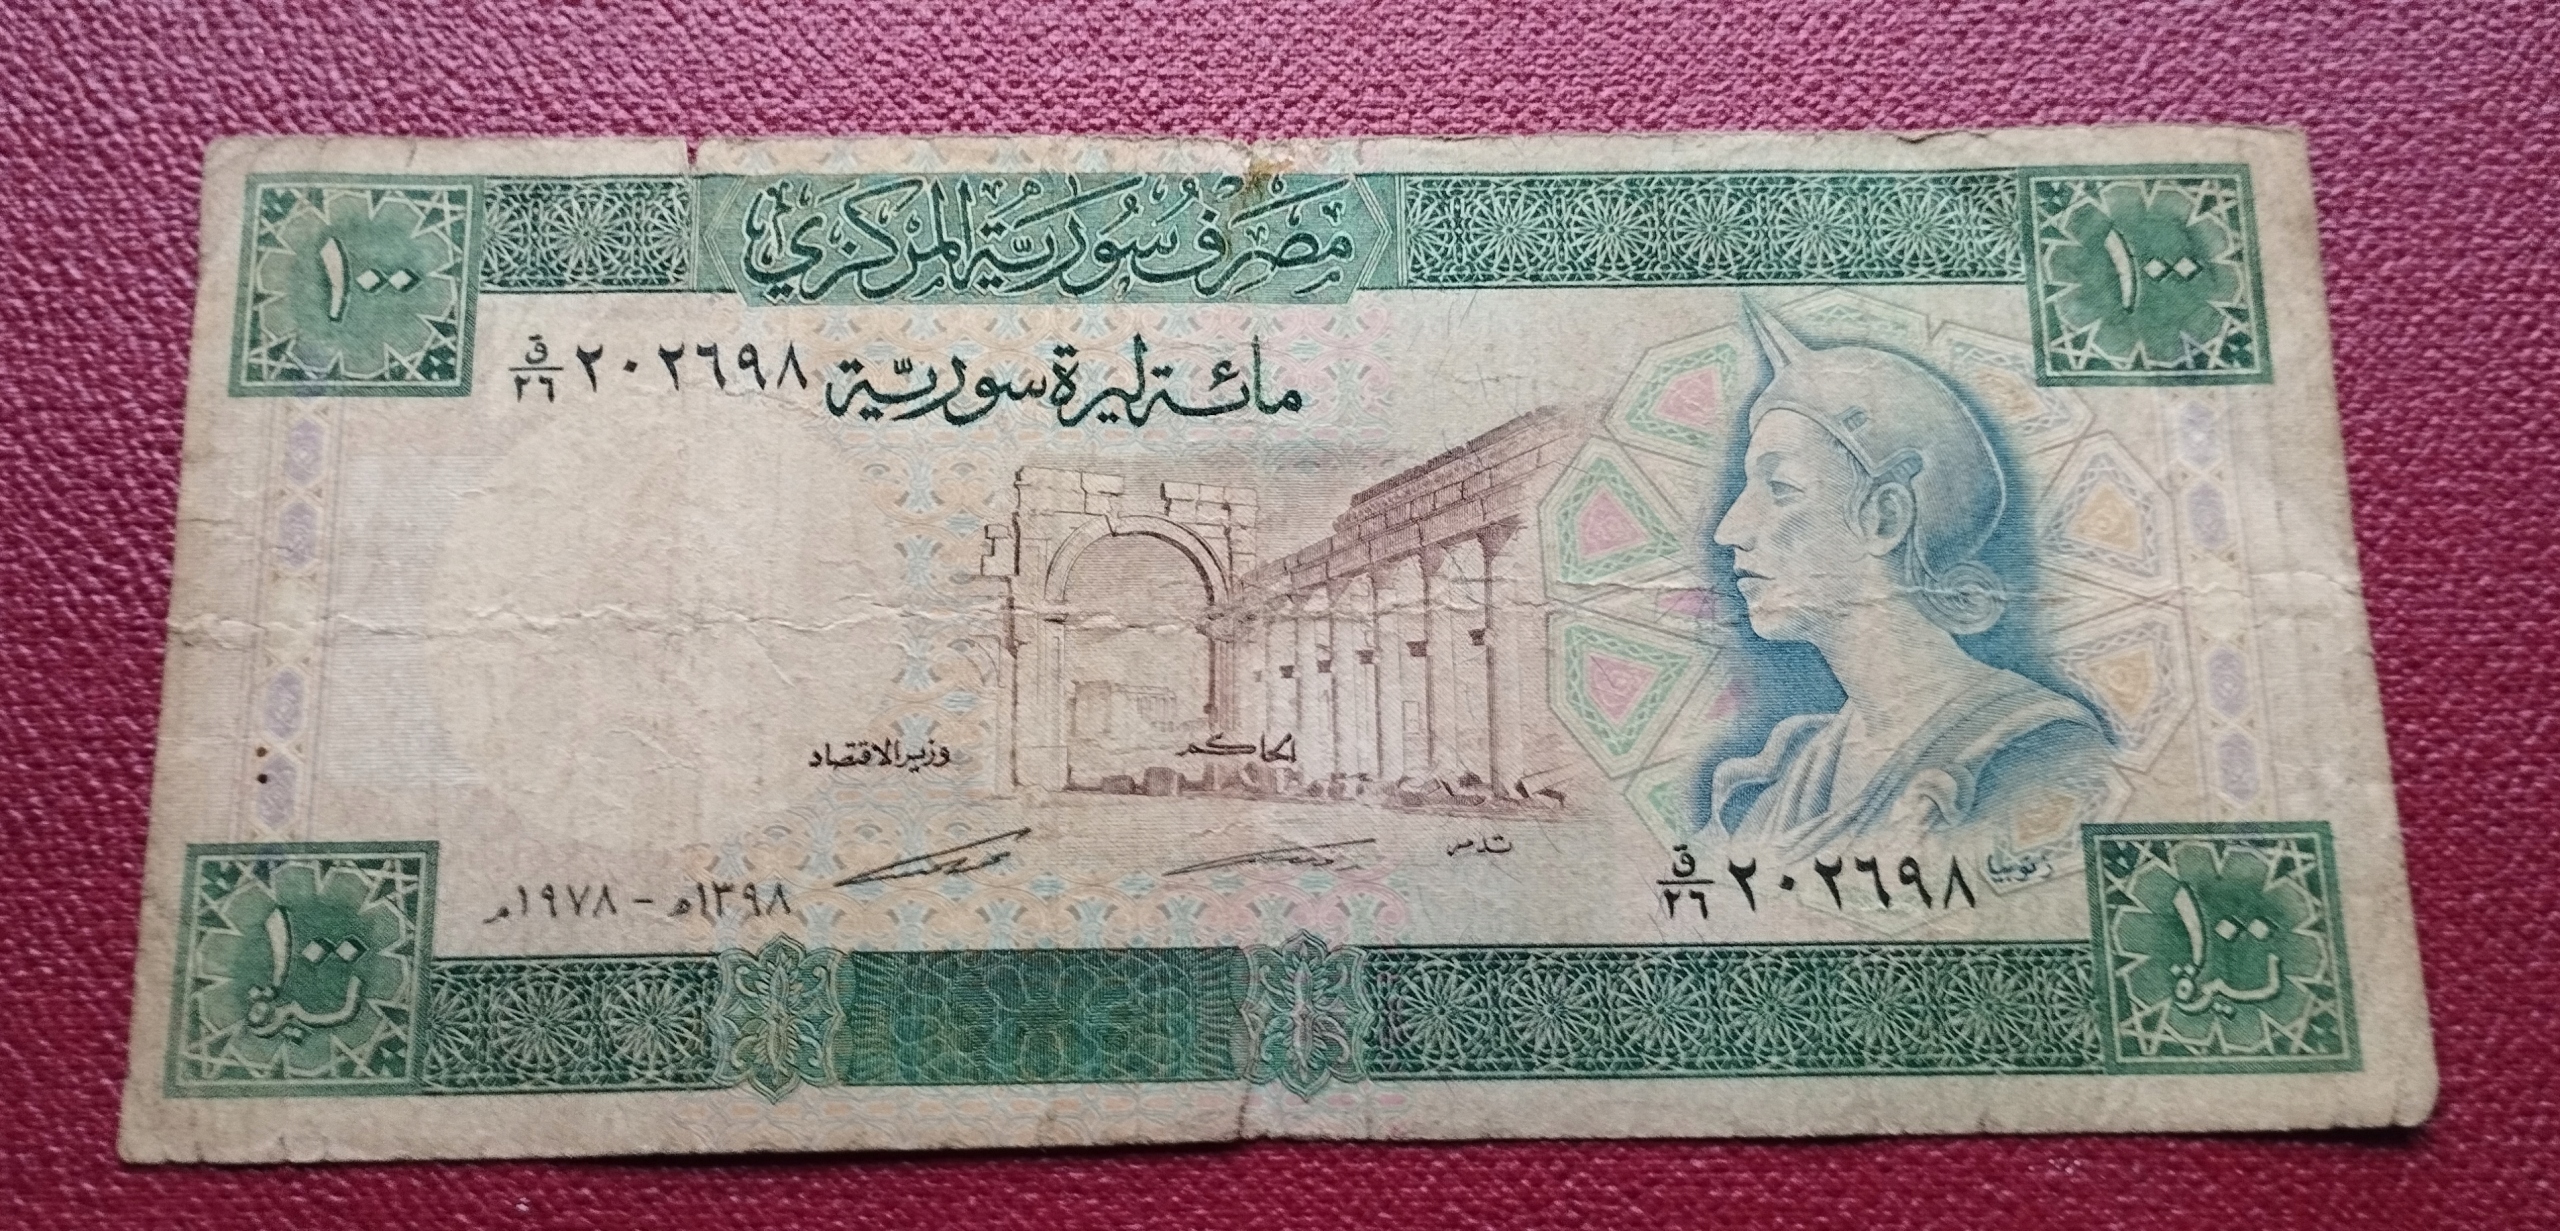 ١٠٠
مصرف سورية المركزي
١٠٠
ق/٢٦ ٢٠٢٦٩٨
مائة ليرة سورية
وزير الاقتصاد
الحاكم
تدمر
زنوبيا
ق/٢٦ ٢٠٢٦٩٨
١٣٩٨هـ - ١٩٧٨م
١٠٠ ليرة
١٠٠ ليرة